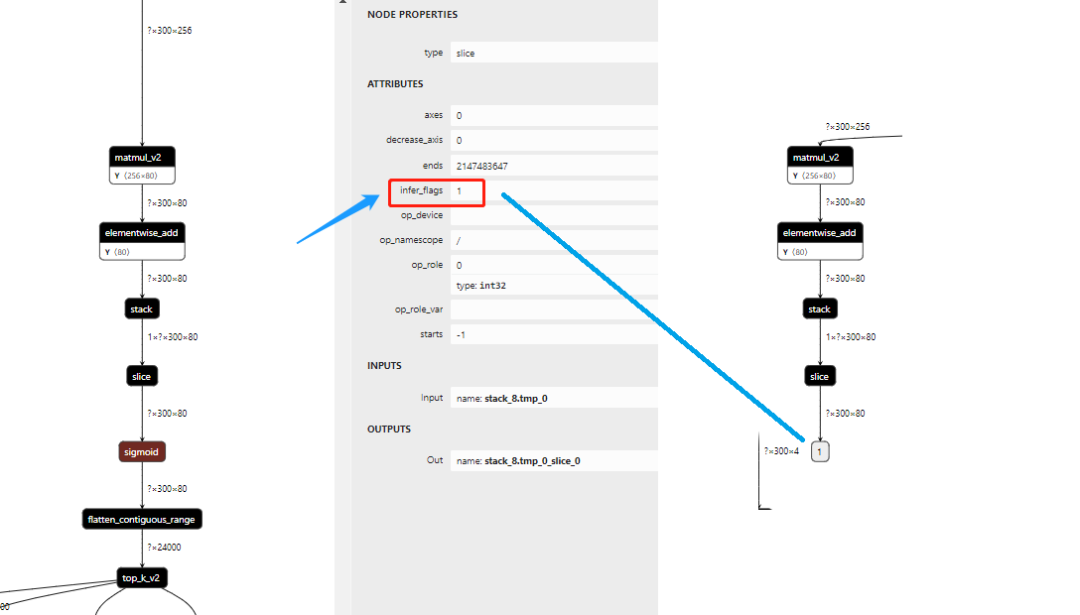 ?×300×256
matmul_v2
Y ⟨256×80⟩
?×300×80
elementwise_add
Y ⟨80⟩
?×300×80
stack
1×?×300×80
slice
?×300×80
sigmoid
?×300×80
flatten_contiguous_range
?×24000
top_k_v2
00
NODE PROPERTIES
type slice
ATTRIBUTES
axes 0
decrease_axis 0
ends 2147483647
infer_flags 1
op_device
op_namescope /
op_role 0
type: int32
op_role_var
starts -1
INPUTS
Input name: stack_8.tmp_0
OUTPUTS
Out name: stack_8.tmp_0_slice_0
?×300×256
matmul_v2
Y ⟨256×80⟩
?×300×80
elementwise_add
Y ⟨80⟩
?×300×80
stack
1×?×300×80
slice
?×300×80
?×300×4
1